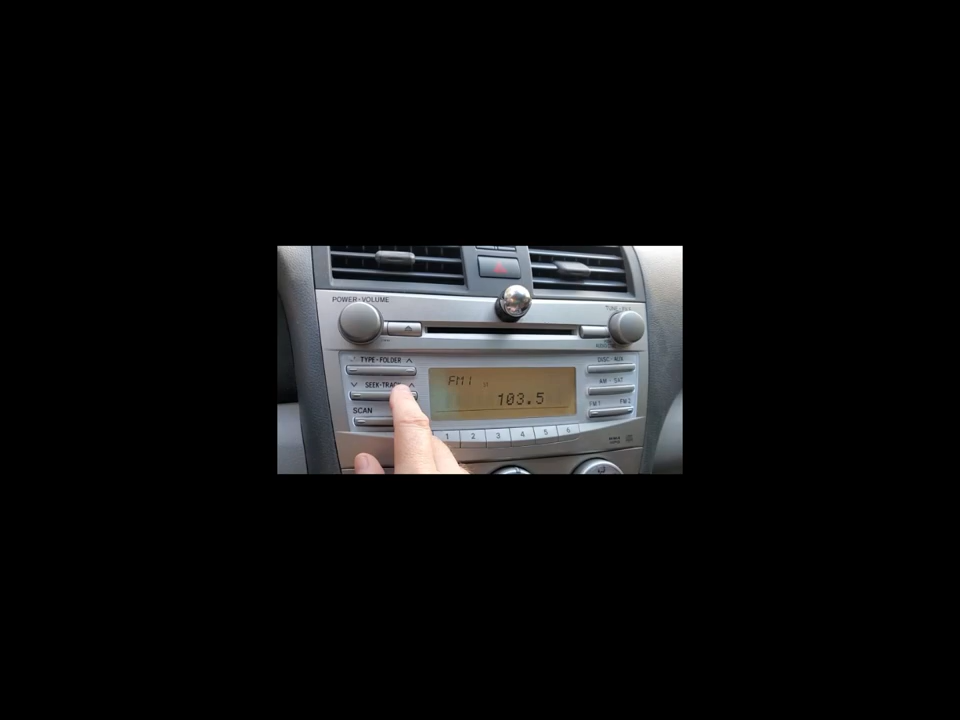 POWER·VOLUME
TYPE·FOLDER
SEEK·TRACK
SCAN
FM1
103.5
1 2 3 4 5 6
DISC·AUX
AM·SAT
FM1 FM2